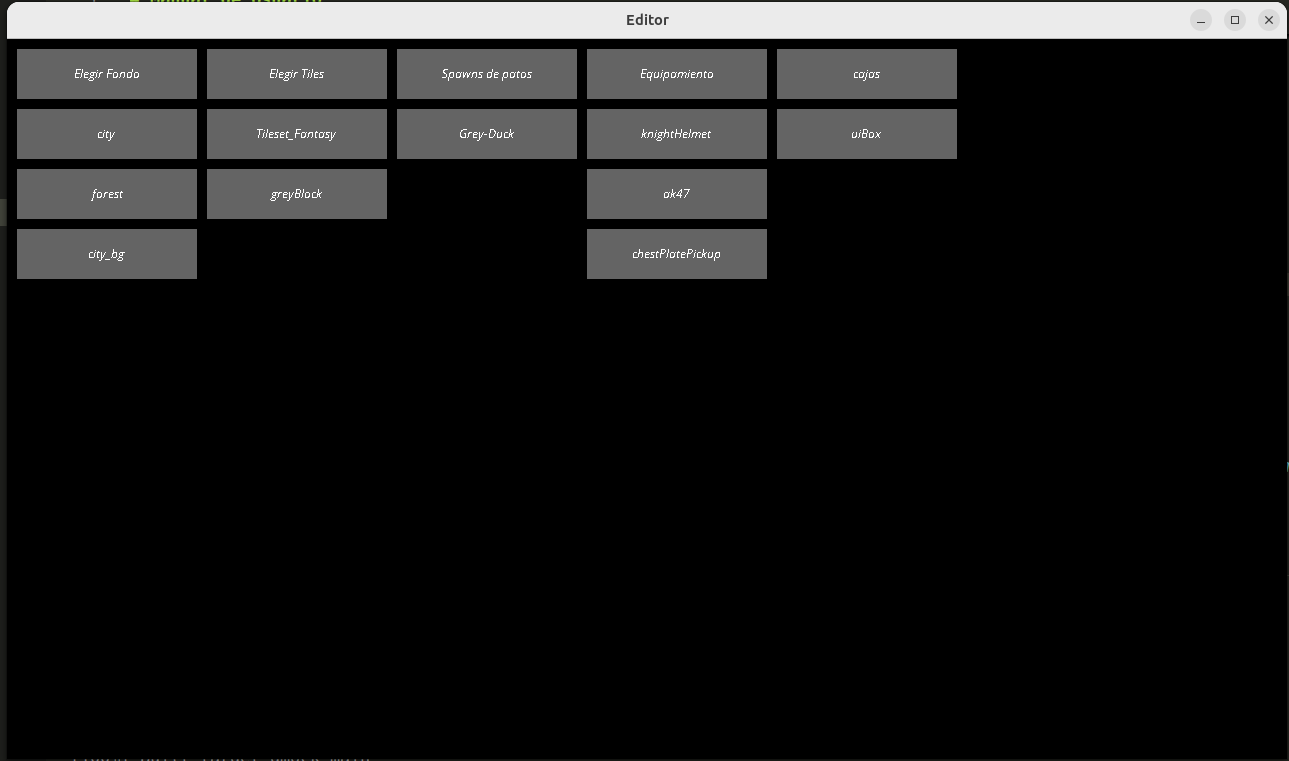 Editor
Elegir Fondo
Elegir Tiles
Spawns de patos
Equipamiento
cajas
city
Tileset_Fantasy
Grey-Duck
knightHelmet
uiBox
forest
greyBlock
ak47
city_bg
chestPlatePickup